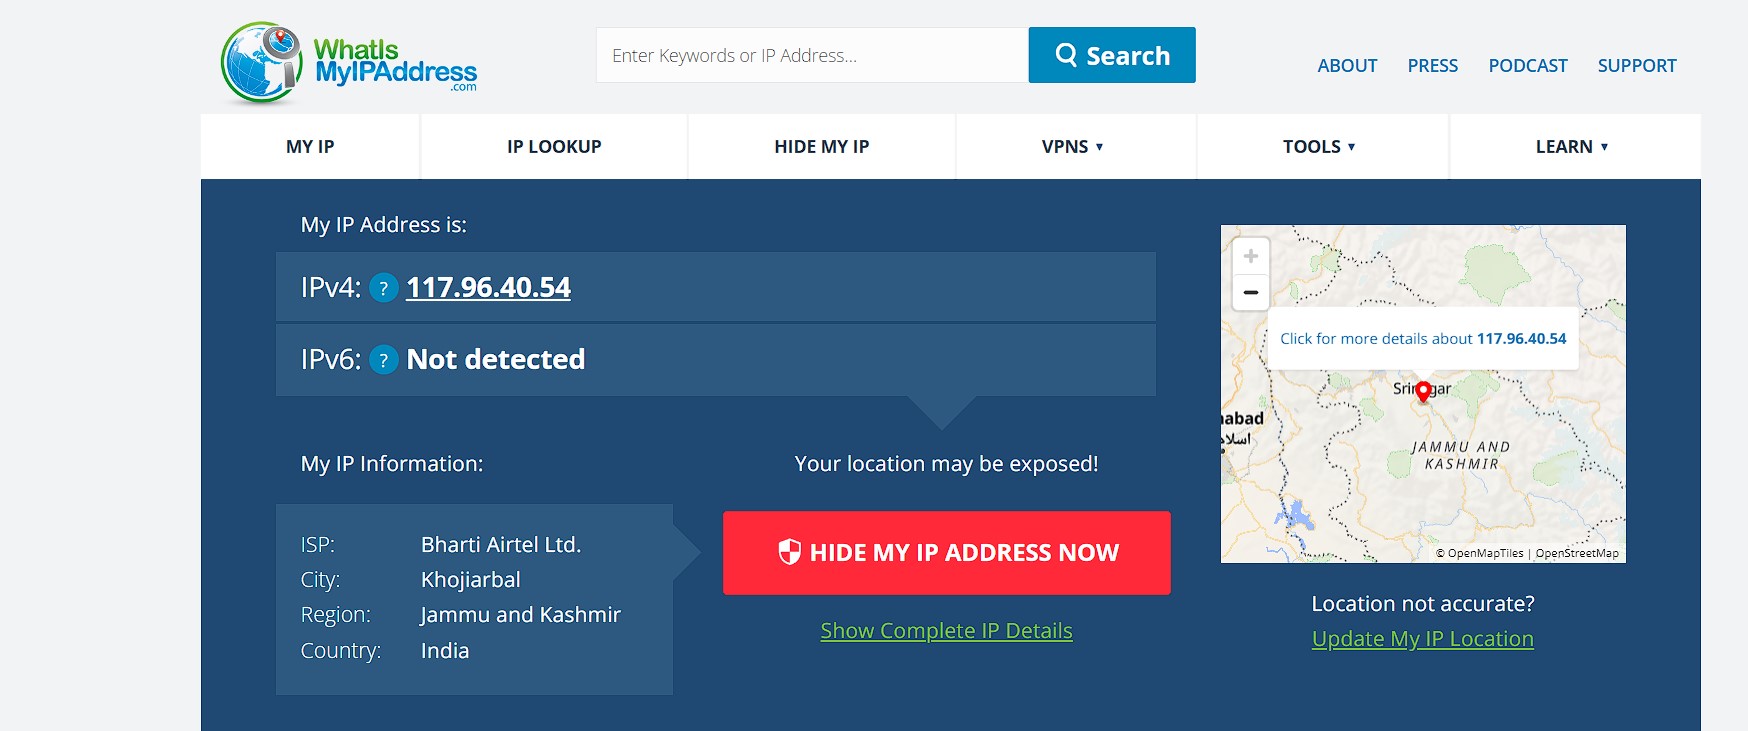 WhatIs
MyIPAddress
.com
Enter Keywords or IP Address...
Search
ABOUT PRESS PODCAST SUPPORT
MY IP IP LOOKUP HIDE MY IP VPNS ▼ TOOLS ▼ LEARN ▼
My IP Address is:
IPv4: ? 117.96.40.54
IPv6: ? Not detected
My IP Information:
ISP: Bharti Airtel Ltd.
City: Khojiarbal
Region: Jammu and Kashmir
Country: India
Your location may be exposed!
HIDE MY IP ADDRESS NOW
Show Complete IP Details
+
−
Click for more details about 117.96.40.54
JAMMU AND
KASHMIR
© OpenMapTiles | OpenStreetMap
Location not accurate?
Update My IP Location